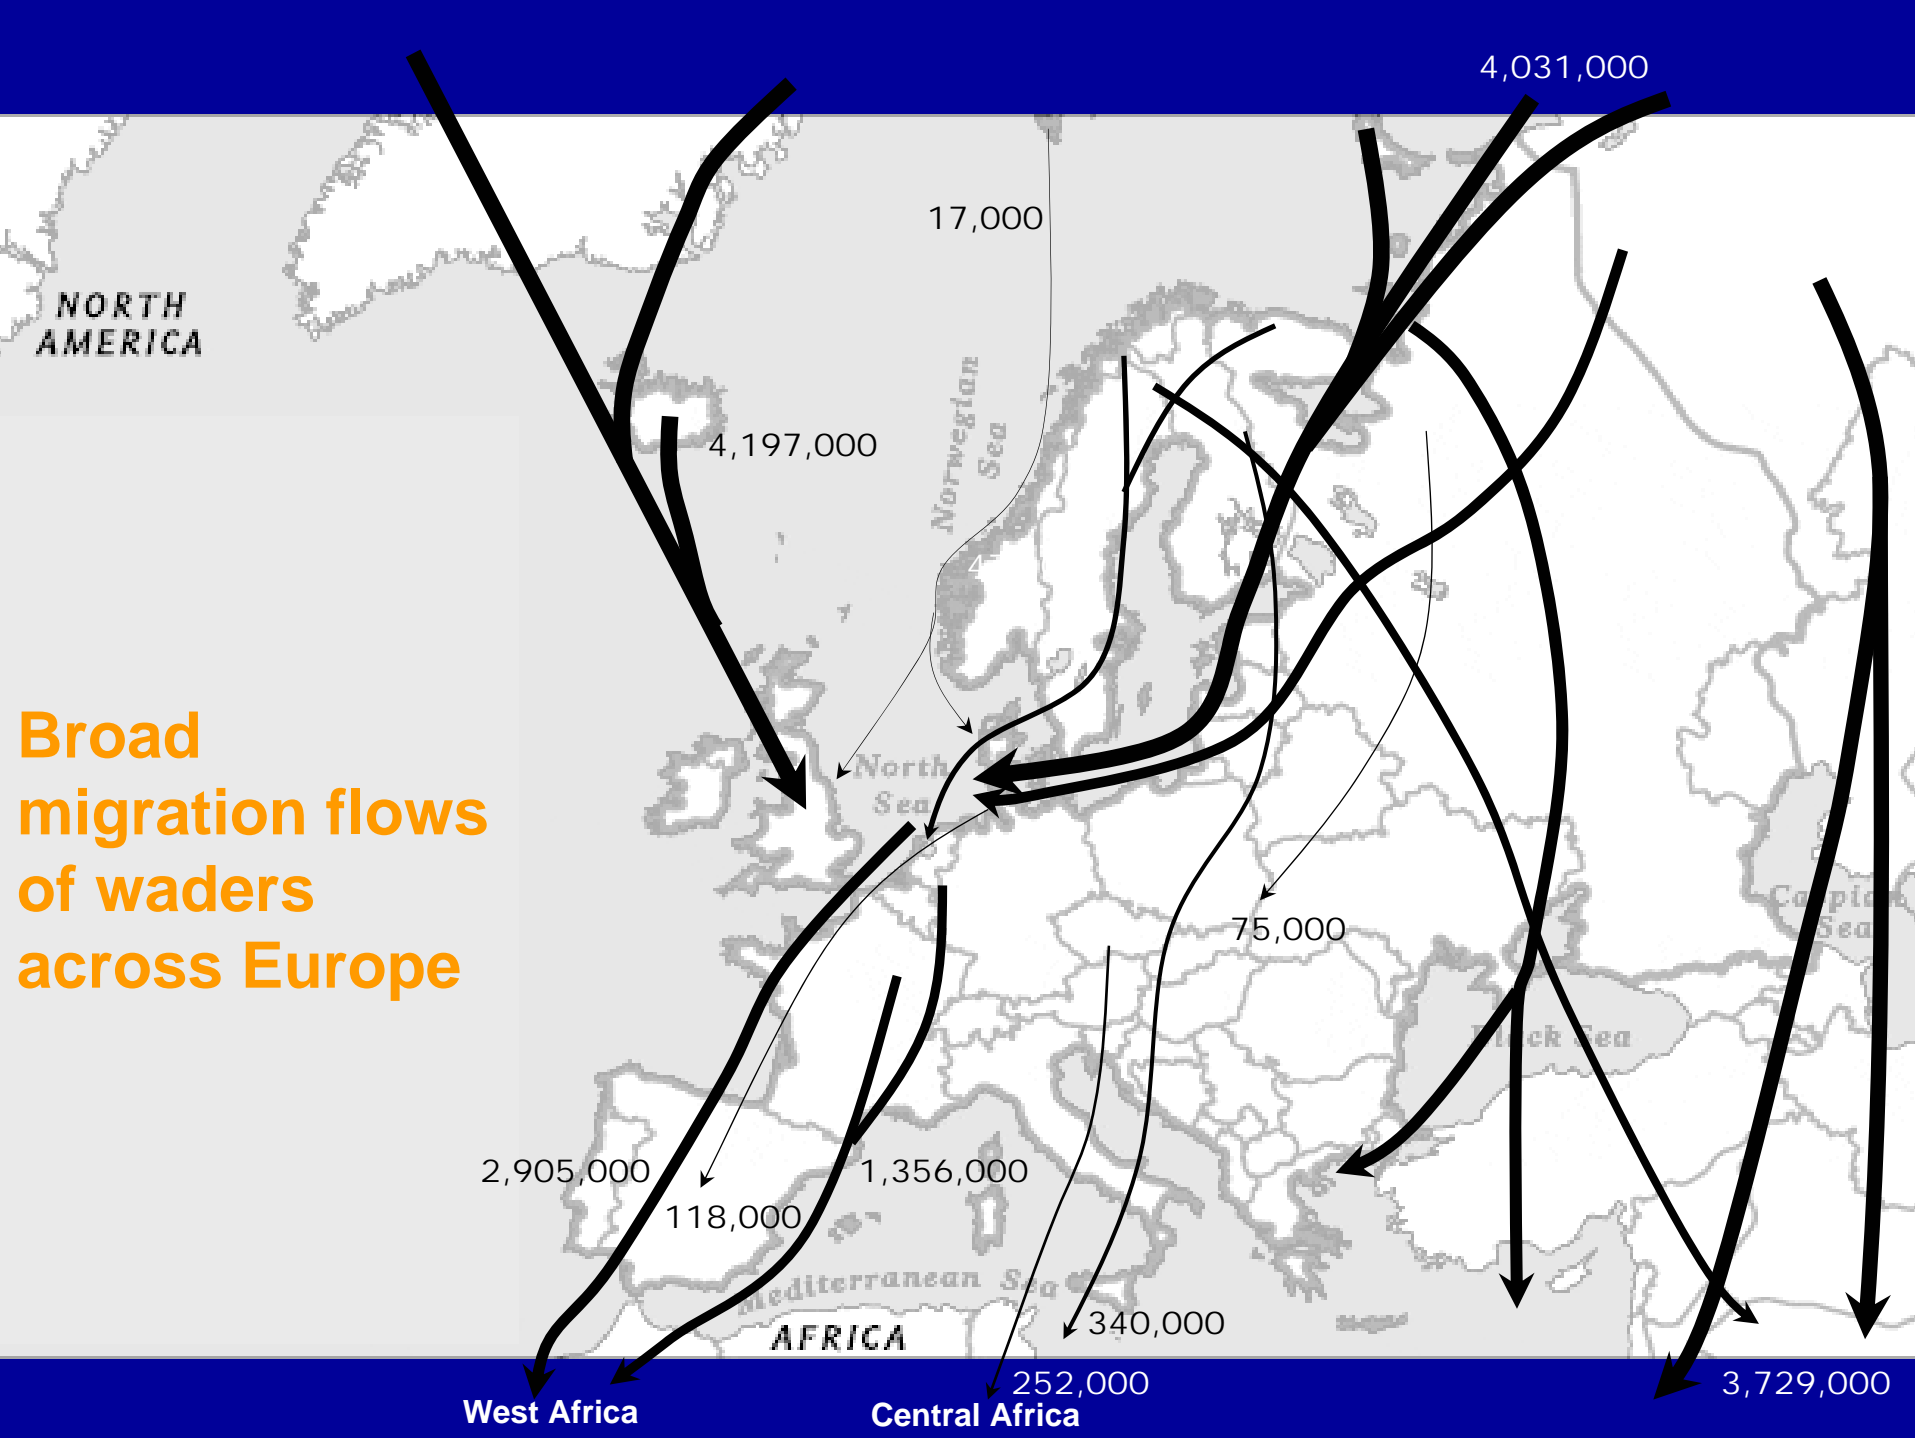 4,031,000
17,000
NORTH
AMERICA
Norwegian
Sea
4,197,000
4
Broad
migration flows
of waders
across Europe
North
Sea
75,000
Caspian
Sea
Black Sea
2,905,000
1,356,000
118,000
Mediterranean Sea
AFRICA
340,000
252,000
3,729,000
West Africa
Central Africa